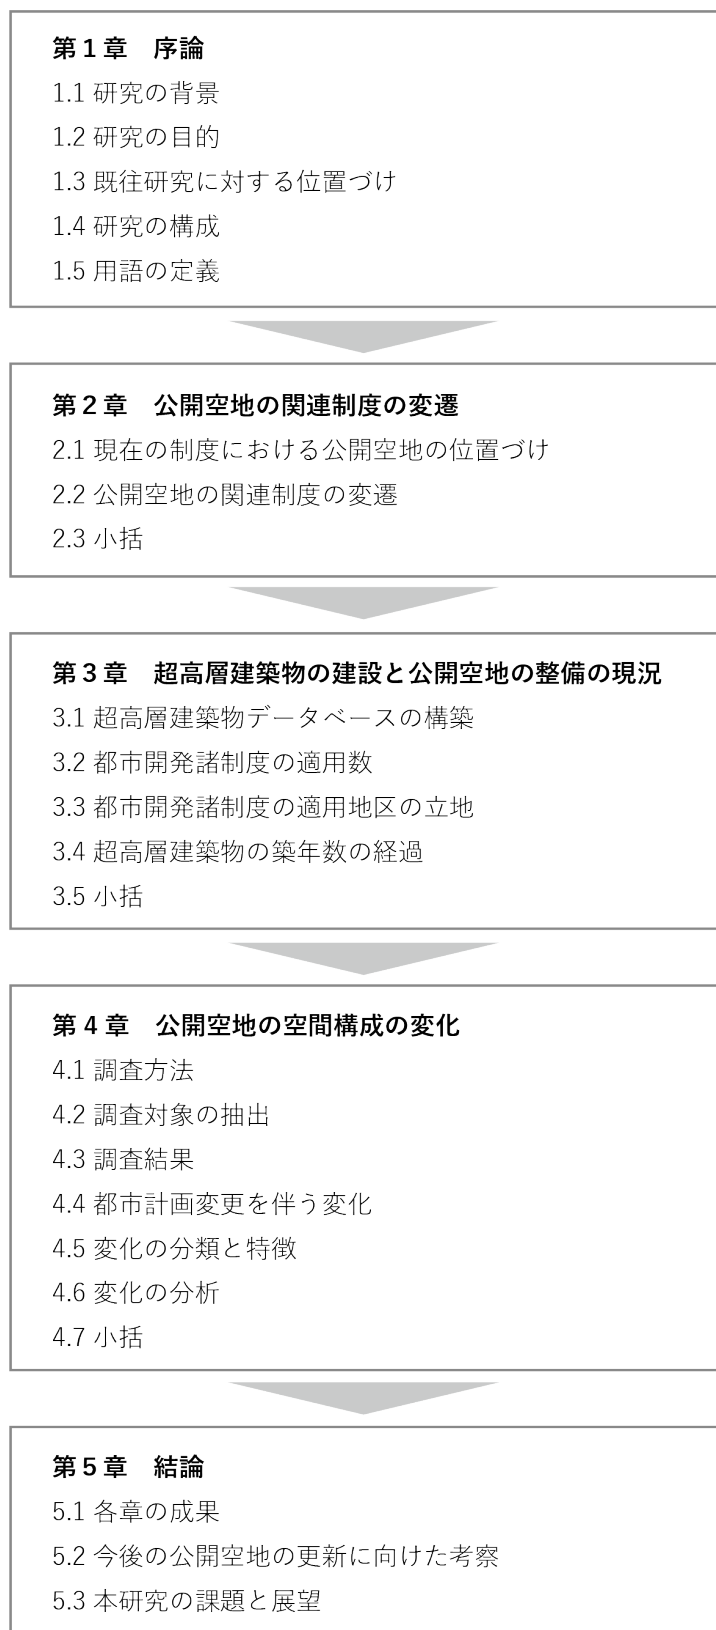 第1章　序論
1.1 研究の背景
1.2 研究の目的
1.3 既往研究に対する位置づけ
1.4 研究の構成
1.5 用語の定義
第2章　公開空地の関連制度の変遷
2.1 現在の制度における公開空地の位置づけ
2.2 公開空地の関連制度の変遷
2.3 小括
第3章　超高層建築物の建設と公開空地の整備の現況
3.1 超高層建築物データベースの構築
3.2 都市開発諸制度の適用数
3.3 都市開発諸制度の適用地区の立地
3.4 超高層建築物の築年数の経過
3.5 小括
第4章　公開空地の空間構成の変化
4.1 調査方法
4.2 調査対象の抽出
4.3 調査結果
4.4 都市計画変更を伴う変化
4.5 変化の分類と特徴
4.6 変化の分析
4.7 小括
第5章　結論
5.1 各章の成果
5.2 今後の公開空地の更新に向けた考察
5.3 本研究の課題と展望